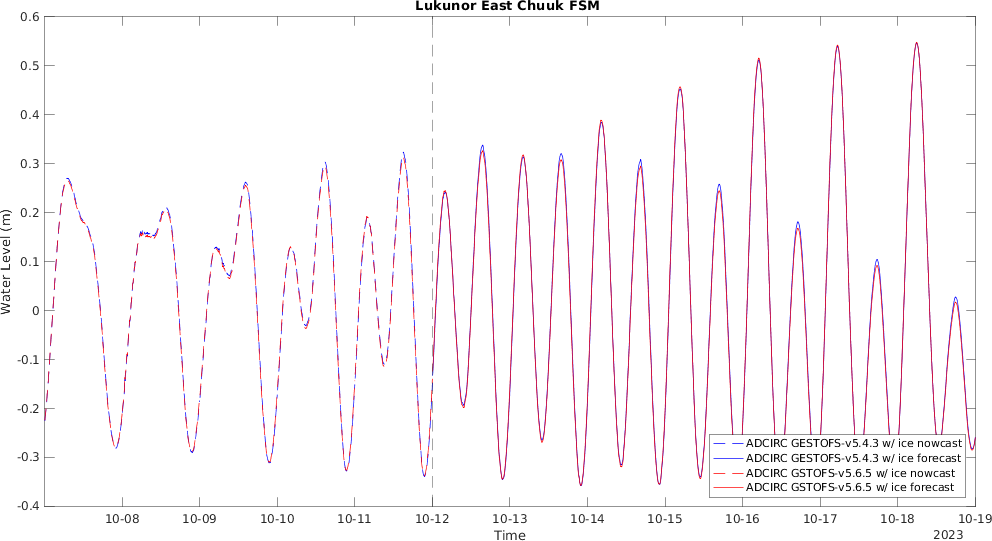 Lukunor East Chuuk FSM
0.6
0.5
0.4
0.3
0.2
0.1
0
-0.1
-0.2
-0.3
-0.4
Water Level (m)
ADCIRC GESTOFS-v5.4.3 w/ ice nowcast
ADCIRC GESTOFS-v5.4.3 w/ ice forecast
ADCIRC GSTOFS-v5.6.5 w/ ice nowcast
ADCIRC GSTOFS-v5.6.5 w/ ice forecast
10-08 10-09 10-10 10-11 10-12 10-13 10-14 10-15 10-16 10-17 10-18 10-19
Time
2023